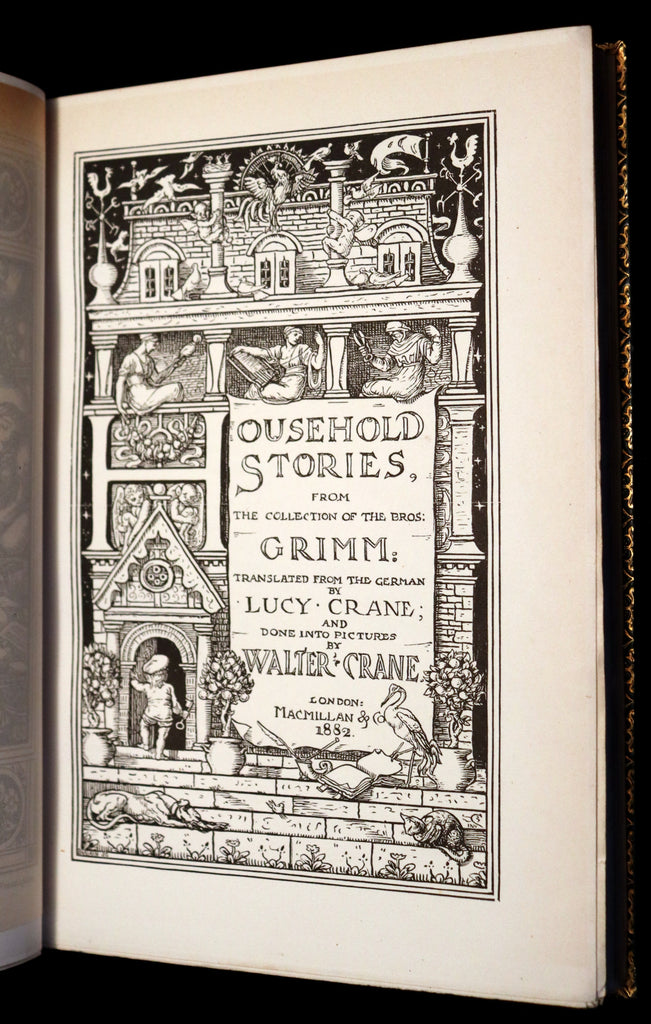 OUSEHOLD
STORIES,
FROM
THE COLLECTION OF THE BROS:
GRIMM:
TRANSLATED FROM THE GERMAN
BY
LUCY · CRANE;
AND
DONE INTO PICTURES
BY
WALTER · CRANE
LONDON:
MACMILLAN &
1882.